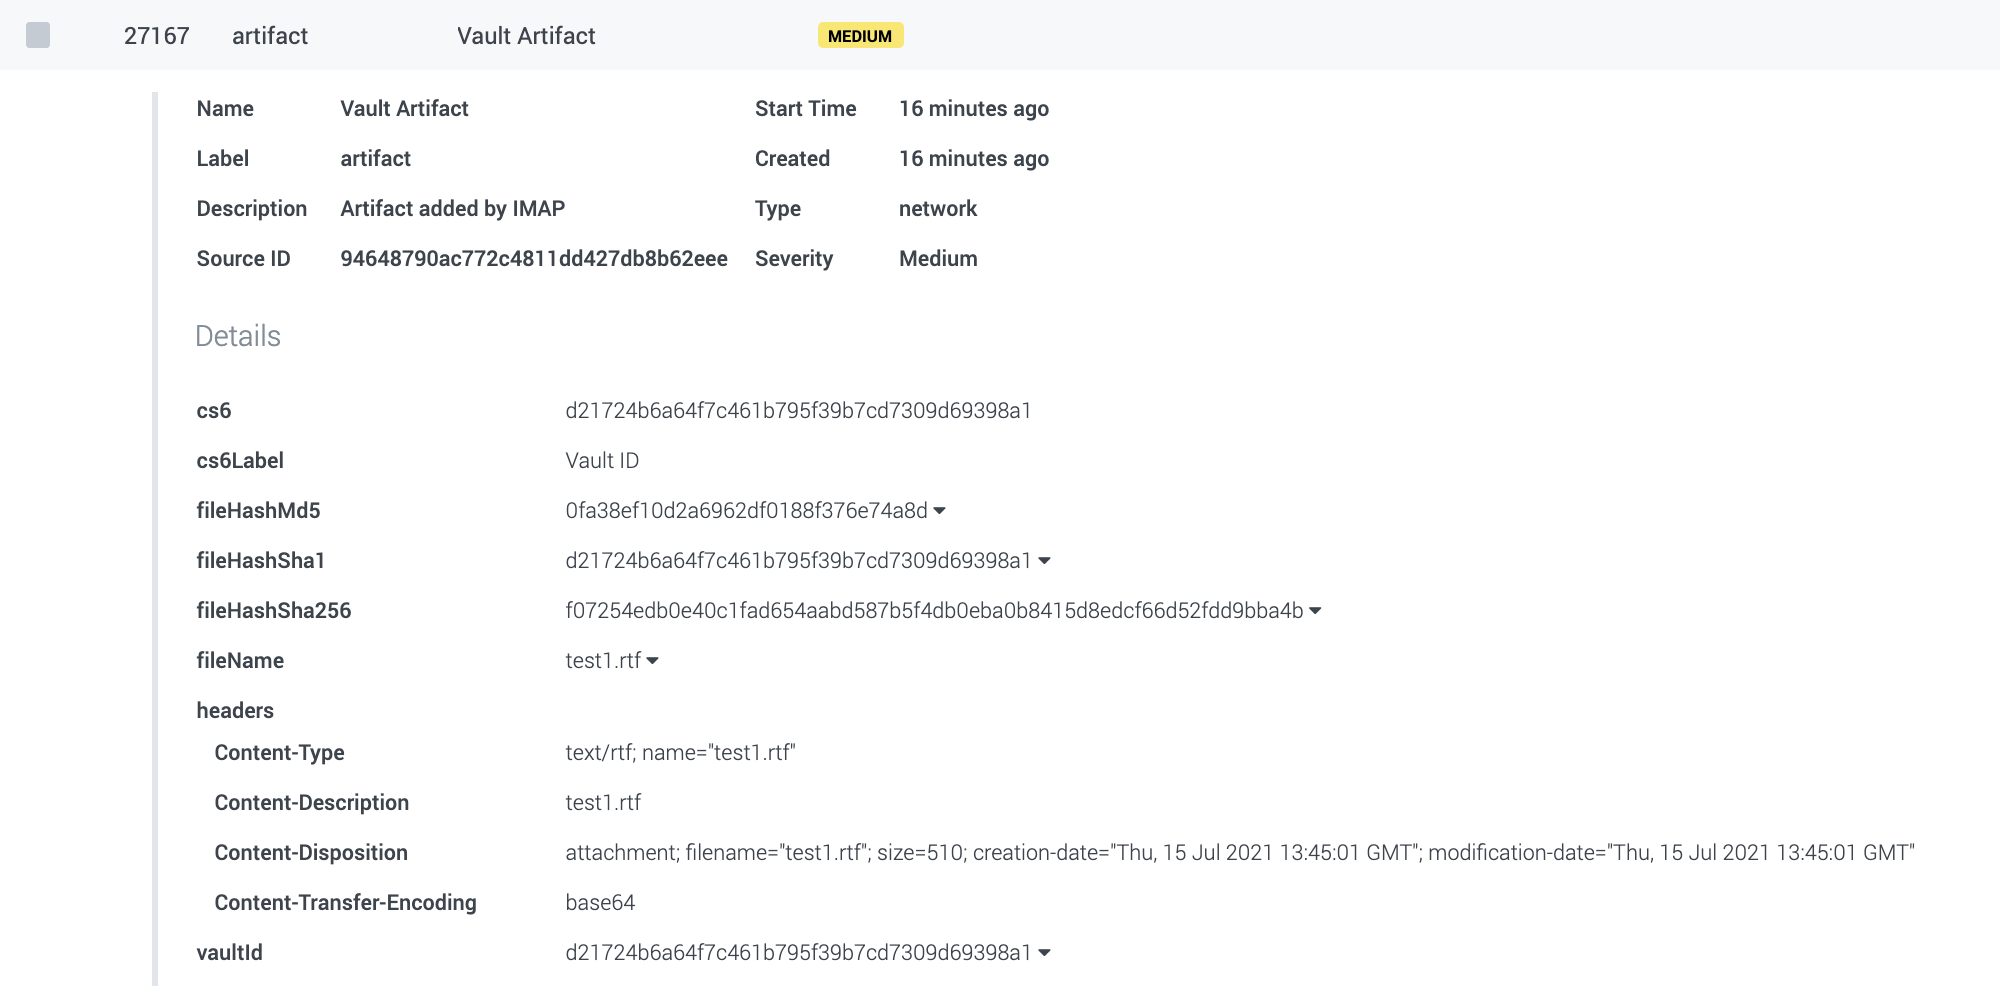 27167 artifact Vault Artifact MEDIUM
Name Vault Artifact Start Time 16 minutes ago
Label artifact Created 16 minutes ago
Description Artifact added by IMAP Type network
Source ID 94648790ac772c4811dd427db8b62eee Severity Medium
Details
cs6 d21724b6a64f7c461b795f39b7cd7309d69398a1
cs6Label Vault ID
fileHashMd5 0fa38ef10d2a6962df0188f376e74a8d
fileHashSha1 d21724b6a64f7c461b795f39b7cd7309d69398a1
fileHashSha256 f07254edb0e40c1fad654aabd587b5f4db0eba0b8415d8edcf66d52fdd9bba4b
fileName test1.rtf
headers
Content-Type text/rtf; name="test1.rtf"
Content-Description test1.rtf
Content-Disposition attachment; filename="test1.rtf"; size=510; creation-date="Thu, 15 Jul 2021 13:45:01 GMT"; modification-date="Thu, 15 Jul 2021 13:45:01 GMT"
Content-Transfer-Encoding base64
vaultId d21724b6a64f7c461b795f39b7cd7309d69398a1